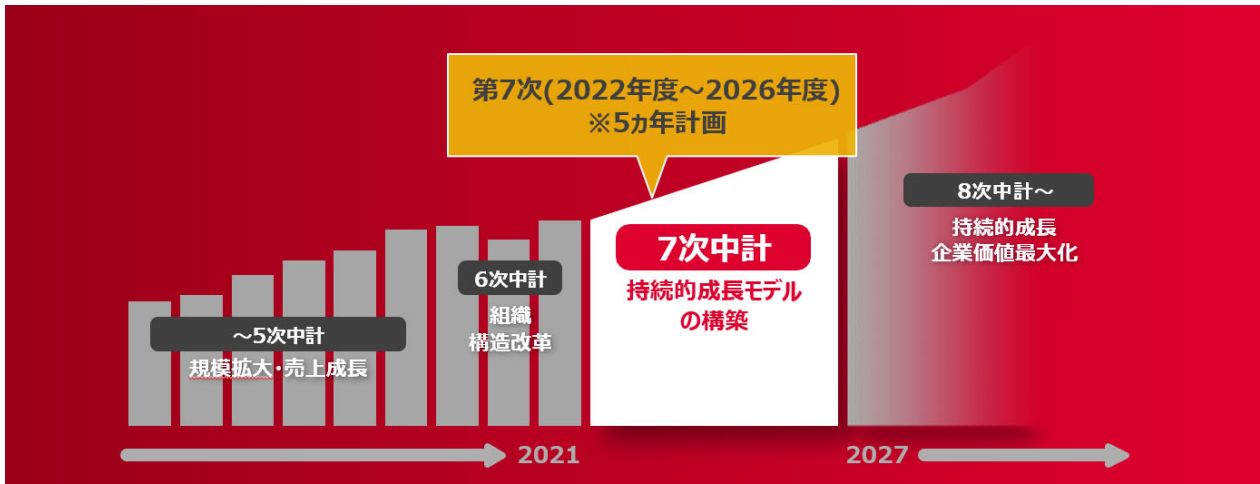 第7次(2022年度～2026年度)
※5ヵ年計画
8次中計～
持続的成長
企業価値最大化
7次中計
持続的成長モデル
の構築
6次中計
組織
構造改革
～5次中計
規模拡大・売上成長
2021
2027